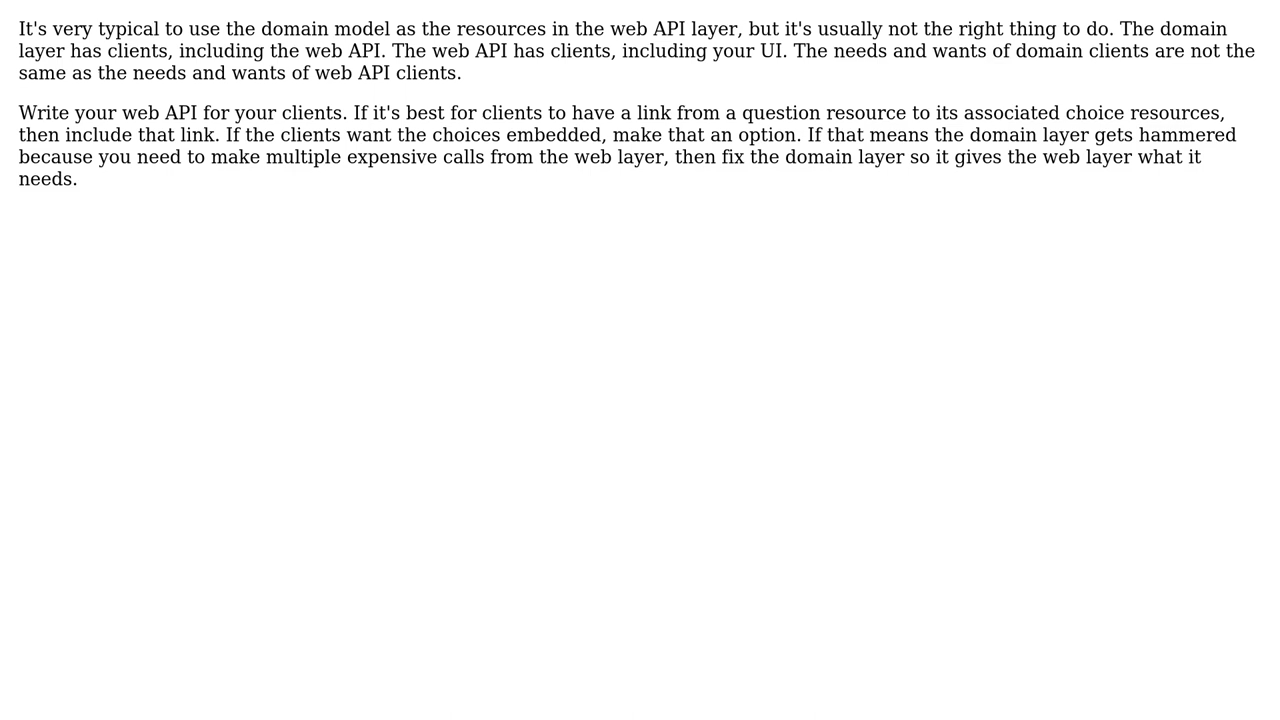 It's very typical to use the domain model as the resources in the web API layer, but it's usually not the right thing to do. The domain
layer has clients, including the web API. The web API has clients, including your UI. The needs and wants of domain clients are not the
same as the needs and wants of web API clients.
Write your web API for your clients. If it's best for clients to have a link from a question resource to its associated choice resources,
then include that link. If the clients want the choices embedded, make that an option. If that means the domain layer gets hammered
because you need to make multiple expensive calls from the web layer, then fix the domain layer so it gives the web layer what it
needs.